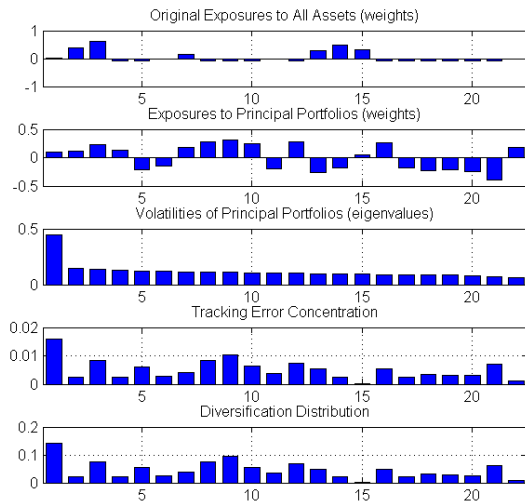 Original Exposures to All Assets (weights)
1
0
-1
5 10 15 20
Exposures to Principal Portfolios (weights)
0.5
0
-0.5
5 10 15 20
Volatilities of Principal Portfolios (eigenvalues)
0.5
0
5 10 15 20
Tracking Error Concentration
0.02
0.01
0
5 10 15 20
Diversification Distribution
0.2
0.1
0
5 10 15 20